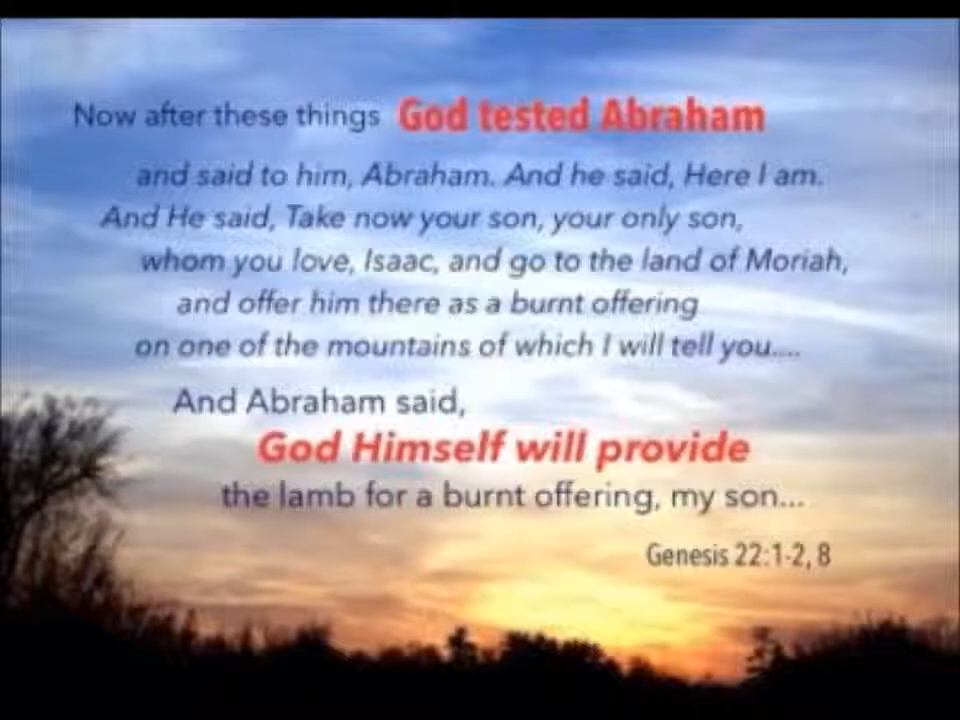 Now after these things God tested Abraham
and said to him, Abraham. And he said, Here I am.
And He said, Take now your son, your only son,
whom you love, Isaac, and go to the land of Moriah,
and offer him there as a burnt offering
on one of the mountains of which I will tell you....
And Abraham said,
God Himself will provide
the lamb for a burnt offering, my son...
Genesis 22:1-2, 8